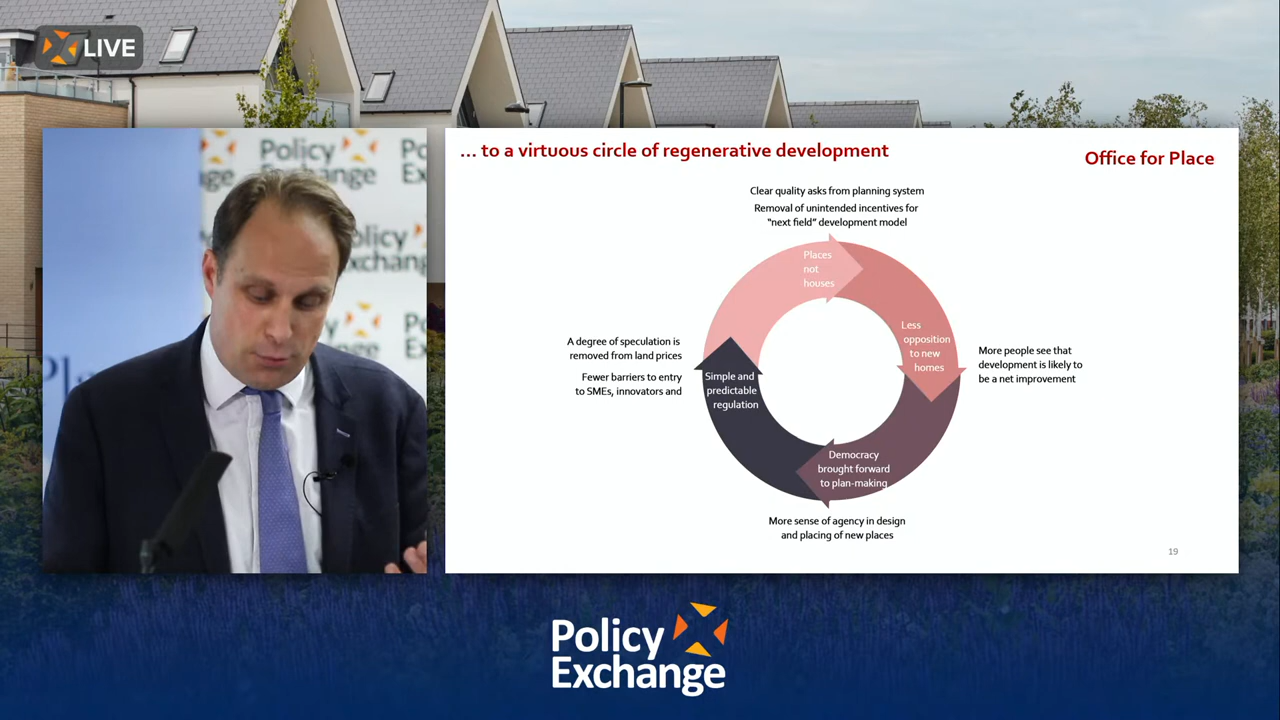 LIVE
Policy
Exchange
Policy
Exchange
… to a virtuous circle of regenerative development
Office for Place
Clear quality asks from planning system
Removal of unintended incentives for
“next field” development model
Places
not
houses
Less
opposition
to new
homes
More people see that
development is likely to
be a net improvement
A degree of speculation is
removed from land prices
Fewer barriers to entry
to SMEs, innovators and
Simple and
predictable
regulation
Democracy
brought forward
to plan-making
More sense of agency in design
and placing of new places
19